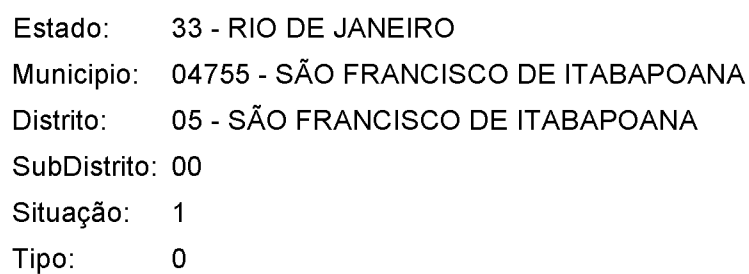 Estado: 33 - RIO DE JANEIRO
Municipio: 04755 - SÃO FRANCISCO DE ITABAPOANA
Distrito: 05 - SÃO FRANCISCO DE ITABAPOANA
SubDistrito: 00
Situação: 1
Tipo: 0